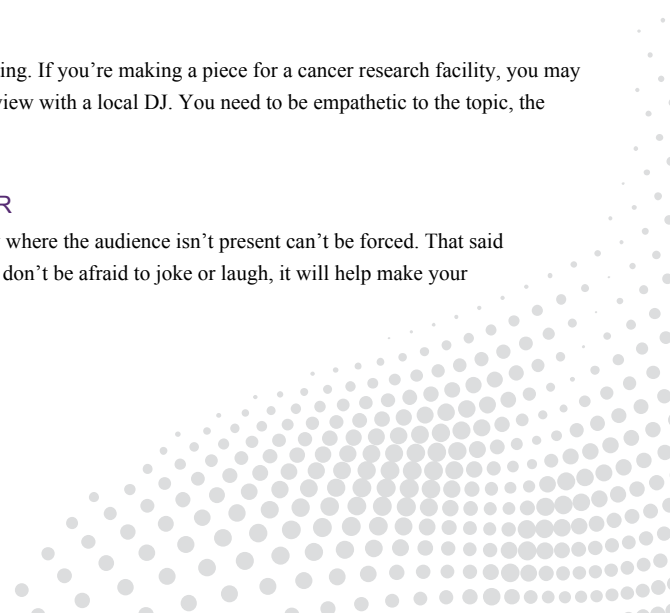 ing. If you’re making a piece for a cancer research facility, you may
view with a local DJ. You need to be empathetic to the topic, the
R
where the audience isn’t present can’t be forced. That said
don’t be afraid to joke or laugh, it will help make your